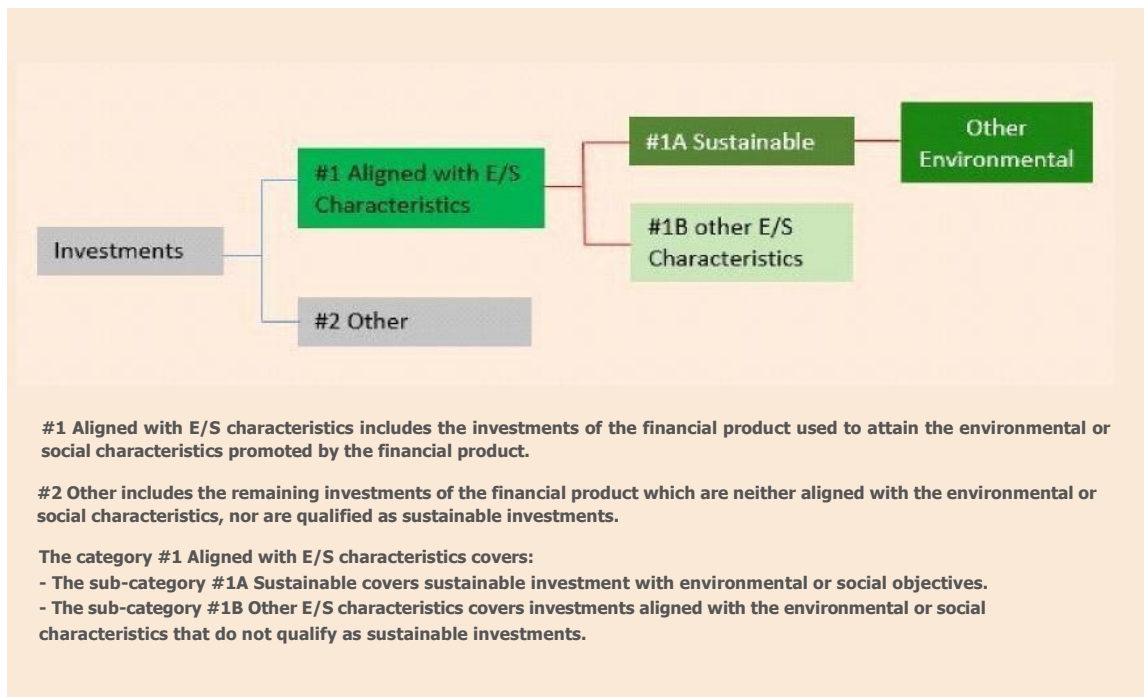 Other
Environmental
#1A Sustainable
#1 Aligned with E/S
Characteristics
#1B other E/S
Characteristics
Investments
#2 Other
#1 Aligned with E/S characteristics includes the investments of the financial product used to attain the environmental or
social characteristics promoted by the financial product.
#2 Other includes the remaining investments of the financial product which are neither aligned with the environmental or
social characteristics, nor are qualified as sustainable investments.
The category #1 Aligned with E/S characteristics covers:
- The sub-category #1A Sustainable covers sustainable investment with environmental or social objectives.
- The sub-category #1B Other E/S characteristics covers investments aligned with the environmental or social
characteristics that do not qualify as sustainable investments.